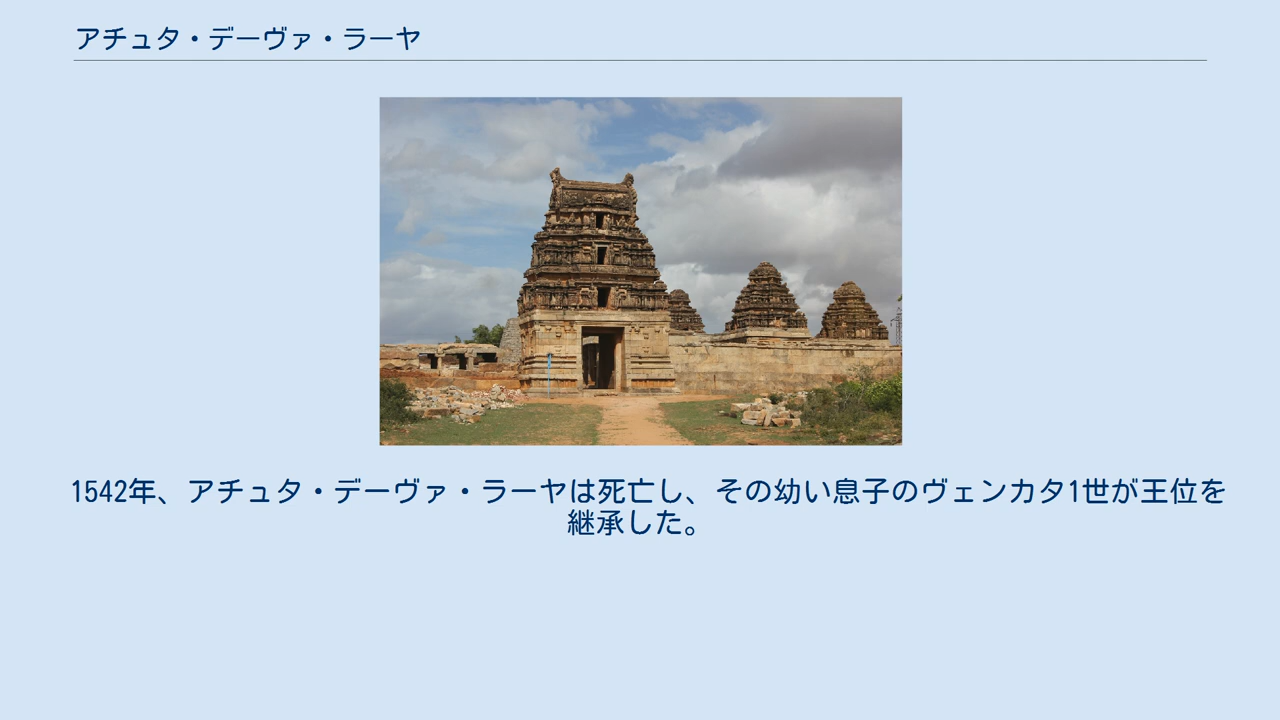 アチュタ・デーヴァ・ラーヤ
1542年、アチュタ・デーヴァ・ラーヤは死亡し、その幼い息子のヴェンカタ1世が王位を
継承した。